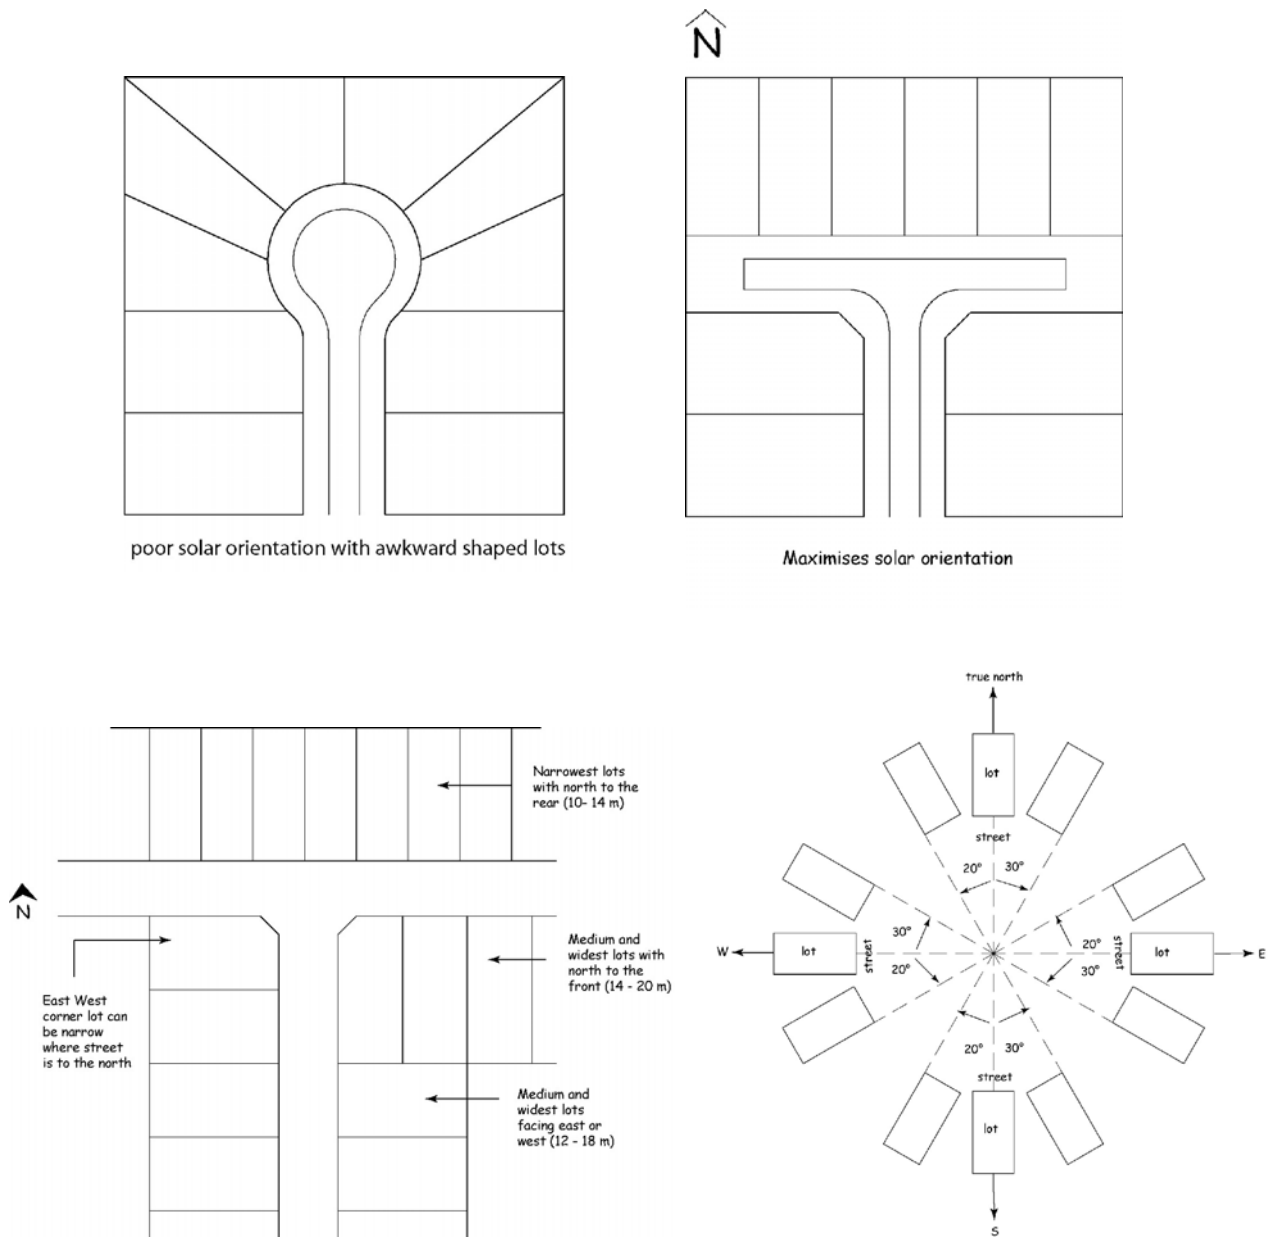 N
poor solar orientation with awkward shaped lots
Maximises solar orientation
Narrowest lots
with north to the
rear (10- 14 m)
N
East West
corner lot can
be narrow
where street
is to the north
Medium and
widest lots with
north to the
front (14 - 20 m)
Medium and
widest lots
facing east or
west (12 - 18 m)
true north
lot
street
20° 30°
30°
20°
W
lot
street
20°
30°
street
lot
E
20° 30°
street
lot
S